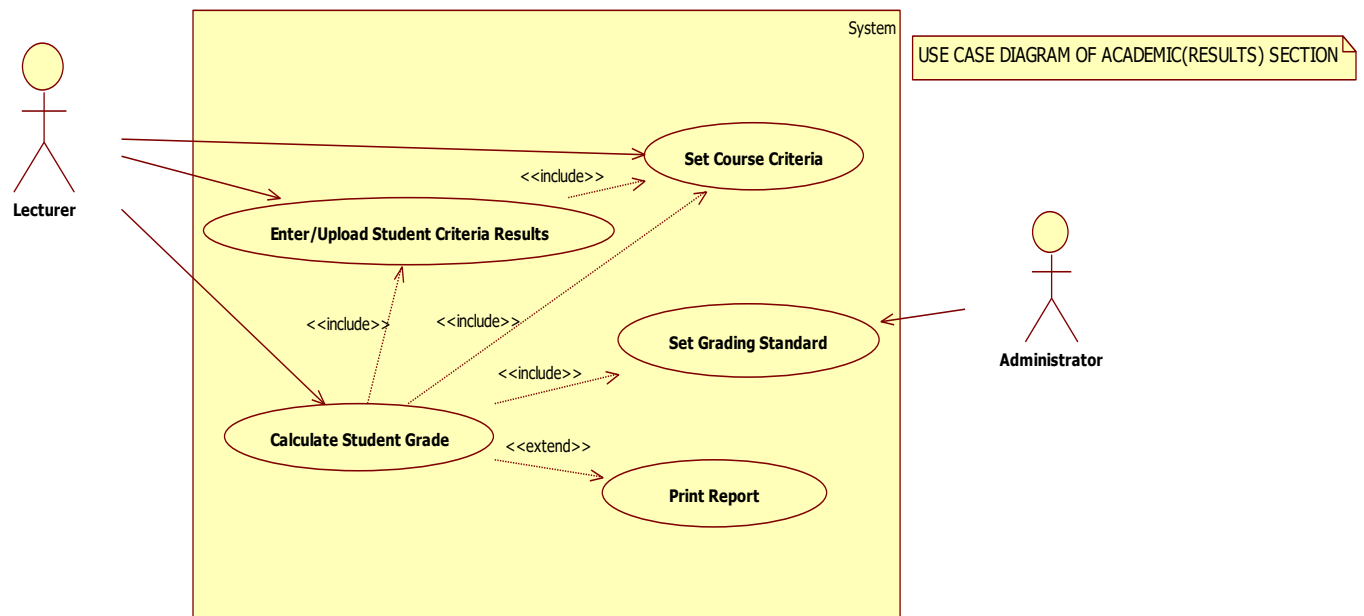 System
USE CASE DIAGRAM OF ACADEMIC(RESULTS) SECTION
Set Course Criteria
<<include>>
Lecturer
Enter/Upload Student Criteria Results
<<include>>
<<include>>
Set Grading Standard
Administrator
<<include>>
Calculate Student Grade
<<extend>>
Print Report